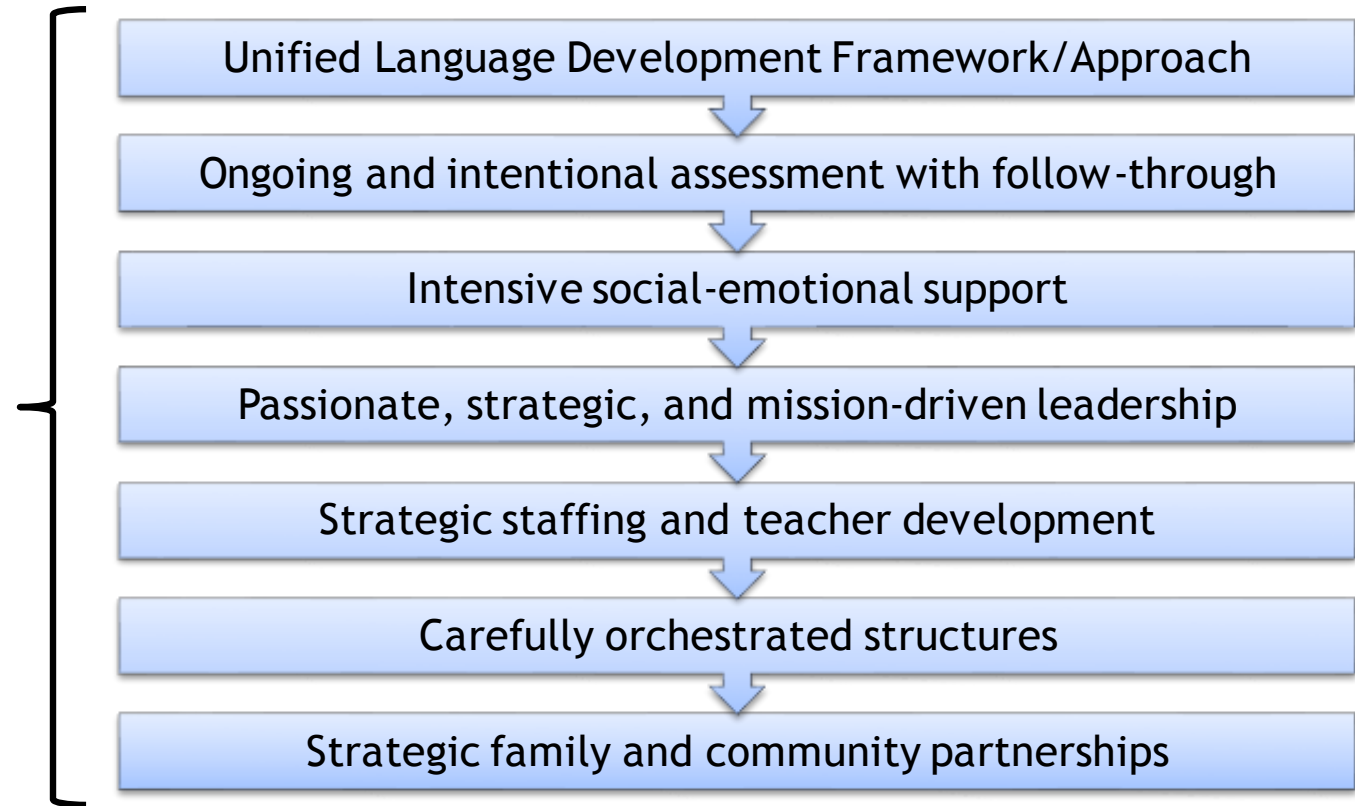 Unified Language Development Framework/Approach
Ongoing and intentional assessment with follow-through
Intensive social-emotional support
Passionate, strategic, and mission-driven leadership
Strategic staffing and teacher development
Carefully orchestrated structures
Strategic family and community partnerships